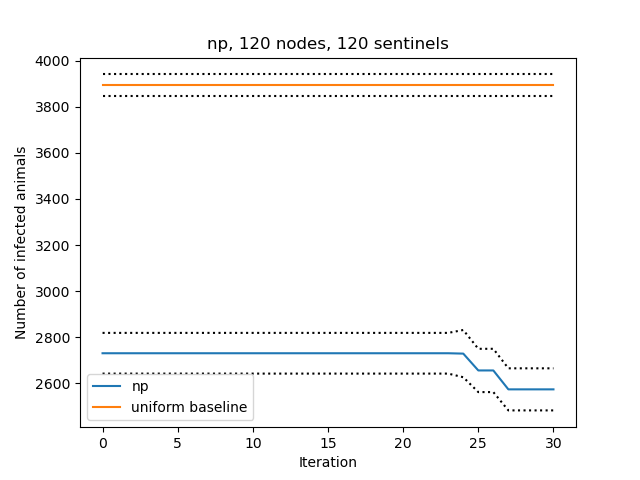 np, 120 nodes, 120 sentinels
4000
3800
3600
3400
3200
3000
2800
2600
Number of infected animals
np
uniform baseline
0 5 10 15 20 25 30
Iteration